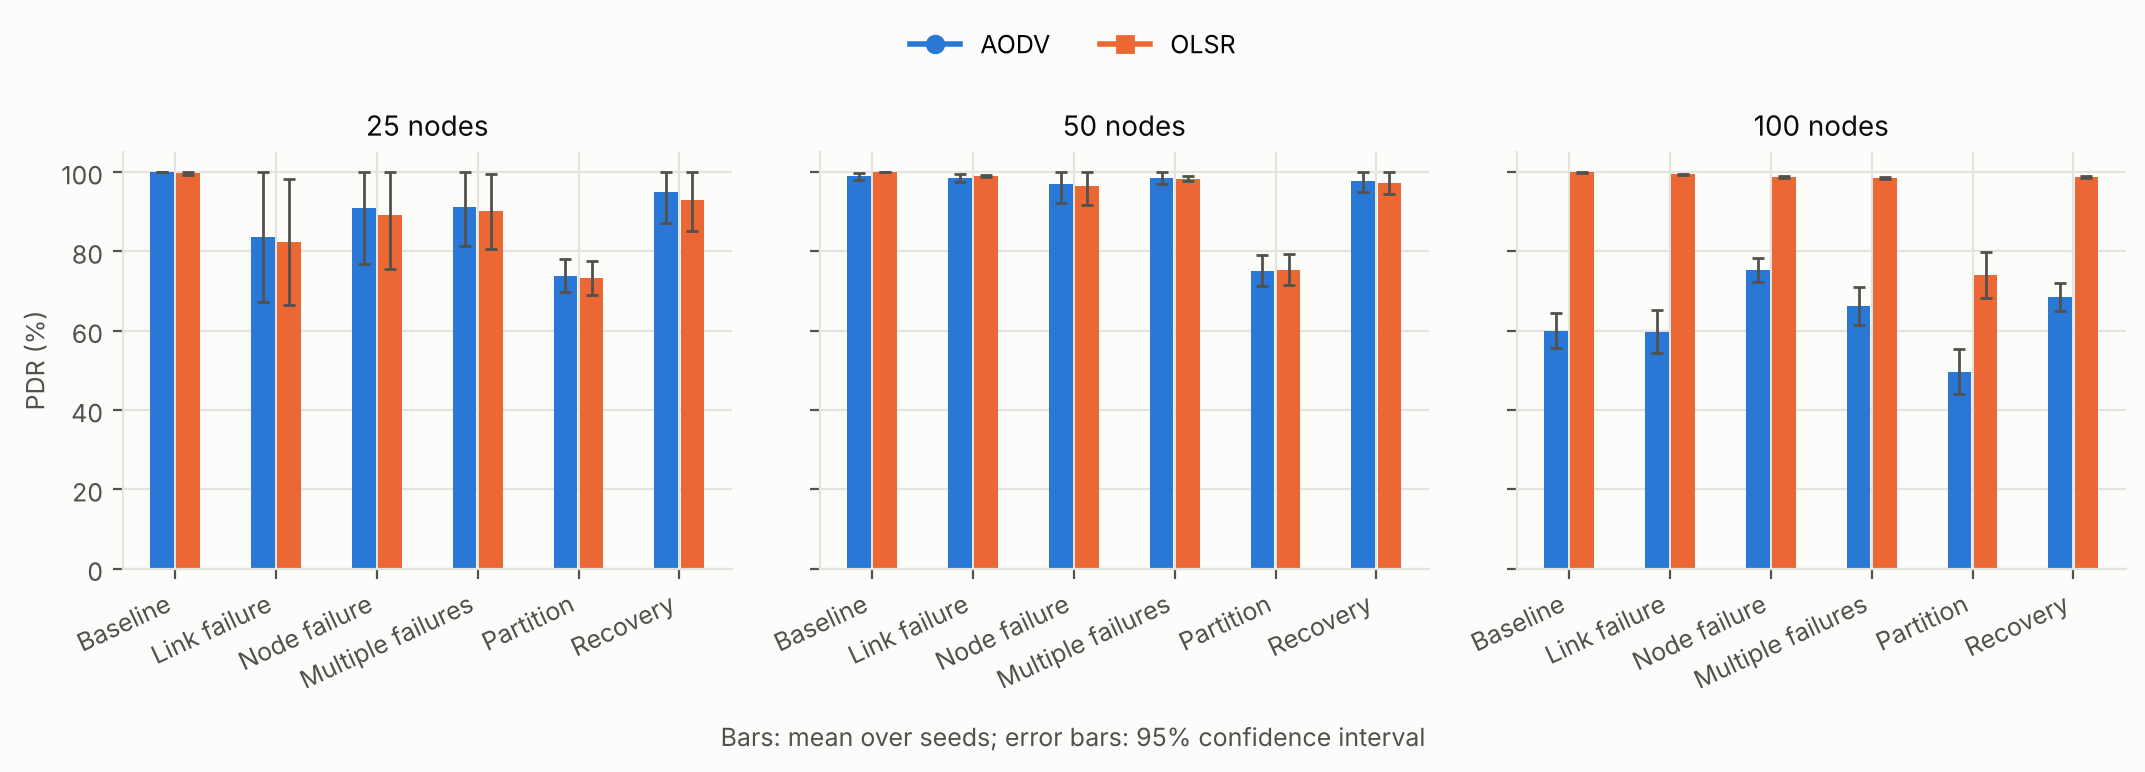 AODV OLSR
25 nodes 50 nodes 100 nodes
PDR (%)
100
80
60
40
20
0
Baseline Link failure Node failure Multiple failures Partition Recovery
Baseline Link failure Node failure Multiple failures Partition Recovery
Baseline Link failure Node failure Multiple failures Partition Recovery
Bars: mean over seeds; error bars: 95% confidence interval